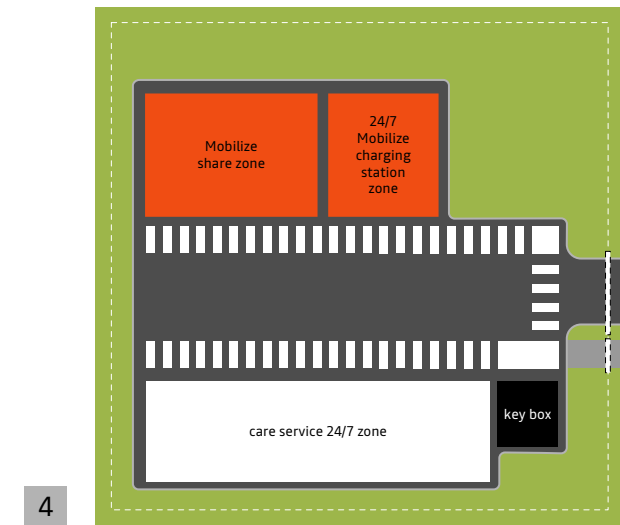 Mobilize
share zone
24/7
Mobilize
charging
station
zone
care service 24/7 zone
key box
4